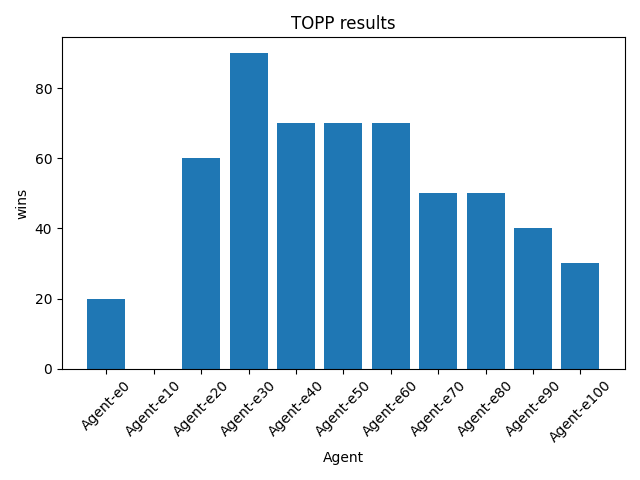 TOPP results
wins
80
60
40
20
0
Agent-e0
Agent-e10
Agent-e20
Agent-e30
Agent-e40
Agent-e50
Agent-e60
Agent-e70
Agent-e80
Agent-e90
Agent-e100
Agent